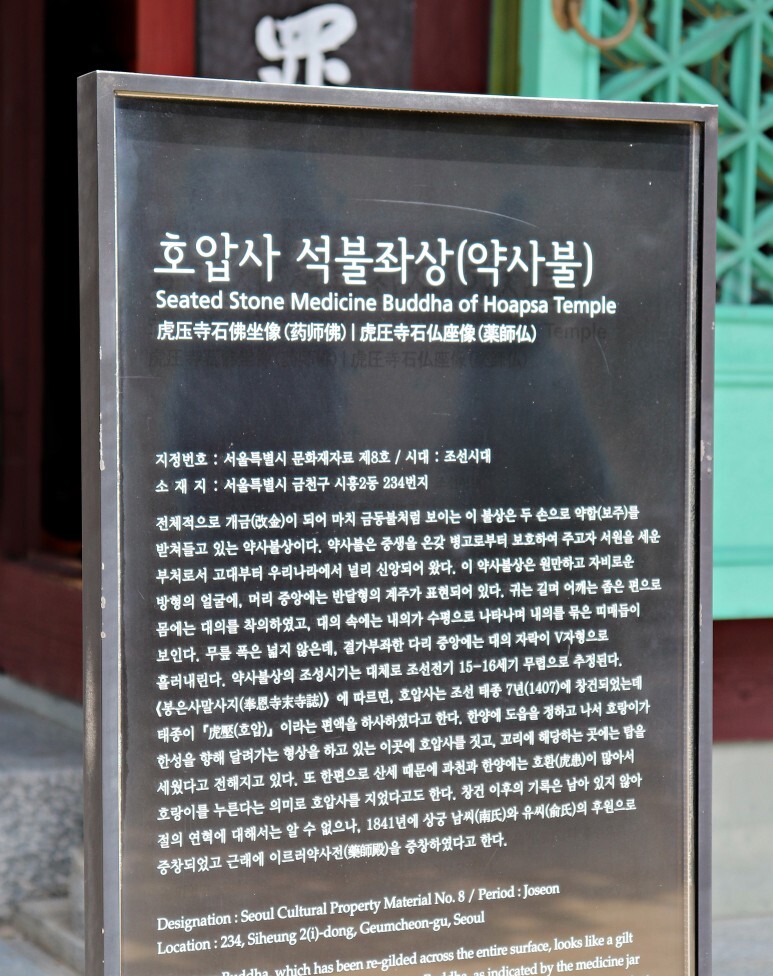 罪
호압사 석불좌상(약사불)
Seated Stone Medicine Buddha of Hoapsa Temple
虎压寺石佛坐像(药师佛) | 虎圧寺石仏座像(薬師仏)
지정번호 : 서울특별시 문화재자료 제8호 / 시대 : 조선시대
소 재 지 : 서울특별시 금천구 시흥2동 234번지
전체적으로 개금(改金)이 되어 마치 금동불처럼 보이는 이 불상은 두 손으로 약합(보주)를
받쳐들고 있는 약사불상이다. 약사불은 중생을 온갖 병고로부터 보호하여 주고자 서원을 세운
부처로서 고대부터 우리나라에서 널리 신앙되어 왔다. 이 약사불상은 원만하고 자비로운
방형의 얼굴에, 머리 중앙에는 반달형의 계주가 표현되어 있다. 귀는 길며 어깨는 좁은 편으로
몸에는 대의를 착의하였고, 대의 속에는 내의가 수평으로 나타나며 내의를 묶은 띠매듭이
보인다. 무릎 폭은 넓지 않은데, 결가부좌한 다리 중앙에는 대의 자락이 V자형으로
흘러내린다. 약사불상의 조성시기는 대체로 조선전기 15-16세기 무렵으로 추정된다.
《봉은사말사지(奉恩寺末寺誌)》에 따르면, 호압사는 조선 태종 7년(1407)에 창건되었는데
태종이 『虎壓(호압)』이라는 편액을 하사하였다고 한다. 한양에 도읍을 정하고 나서 호랑이가
한성을 향해 달려가는 형상을 하고 있는 이곳에 호압사를 짓고, 꼬리에 해당하는 곳에는 탑을
세웠다고 전해지고 있다. 또 한편으로 산세 때문에 과천과 한양에는 호환(虎患)이 많아서
호랑이를 누른다는 의미로 호압사를 지었다고도 한다. 창건 이후의 기록은 남아 있지 않아
절의 연혁에 대해서는 알 수 없으나, 1841년에 상궁 남씨(南氏)와 유씨(俞氏)의 후원으로
중창되었고 근래에 이르러약사전(藥師殿)을 중창하였다고 한다.
Designation : Seoul Cultural Property Material No. 8 / Period : Joseon
Location : 234, Siheung 2(i)-dong, Geumcheon-gu, Seoul
Buddha, which has been re-gilded across the entire surface, looks like a gilt
Buddha, as indicated by the medicine jar